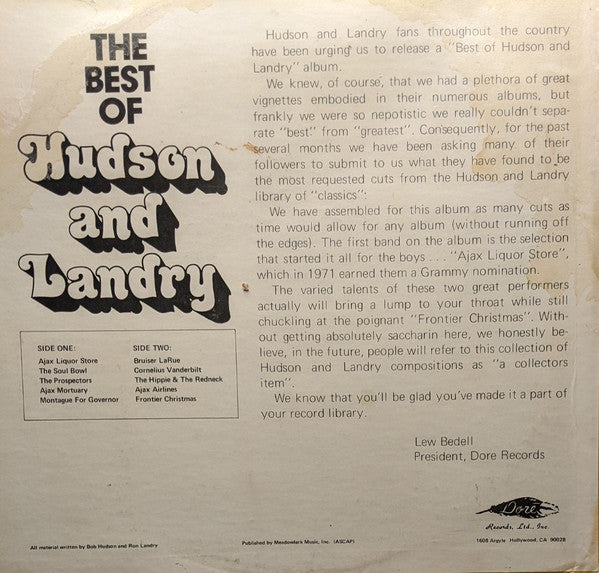 THE
BEST
OF
Hudson
and
Landry
SIDE ONE:
Ajax Liquor Store
The Soul Bowl
The Prospectors
Ajax Mortuary
Montague For Governor
SIDE TWO:
Bruiser LaRue
Cornelius Vanderbilt
The Hippie & The Redneck
Ajax Airlines
Frontier Christmas
Hudson and Landry fans throughout the country
have been urging us to release a "Best of Hudson and
Landry" album.
We knew, of course, that we had a plethora of great
vignettes embodied in their numerous albums, but
frankly we were so nepotistic we really couldn't sepa-
rate "best" from "greatest". Consequently, for the past
several months we have been asking many of their
followers to submit to us what they have found to be
the most requested cuts from the Hudson and Landry
library of "classics":
We have assembled for this album as many cuts as
time would allow for any album (without running off
the edges). The first band on the album is the selection
that started it all for the boys . . . "Ajax Liquor Store",
which in 1971 earned them a Grammy nomination.
The varied talents of these two great performers
actually will bring a lump to your throat while still
chuckling at the poignant "Frontier Christmas". With-
out getting absolutely saccharin here, we honestly be-
lieve, in the future, people will refer to this collection of
Hudson and Landry compositions as "a collectors
item".
We know that you'll be glad you've made it a part of
your record library.
Lew Bedell
President, Dore Records
Dore
Records, Ltd., Inc.
1608 Argyle Hollywood, CA 90028
All material written by Bob Hudson and Ron Landry
Published by Meadowlark Music, Inc. (ASCAP)